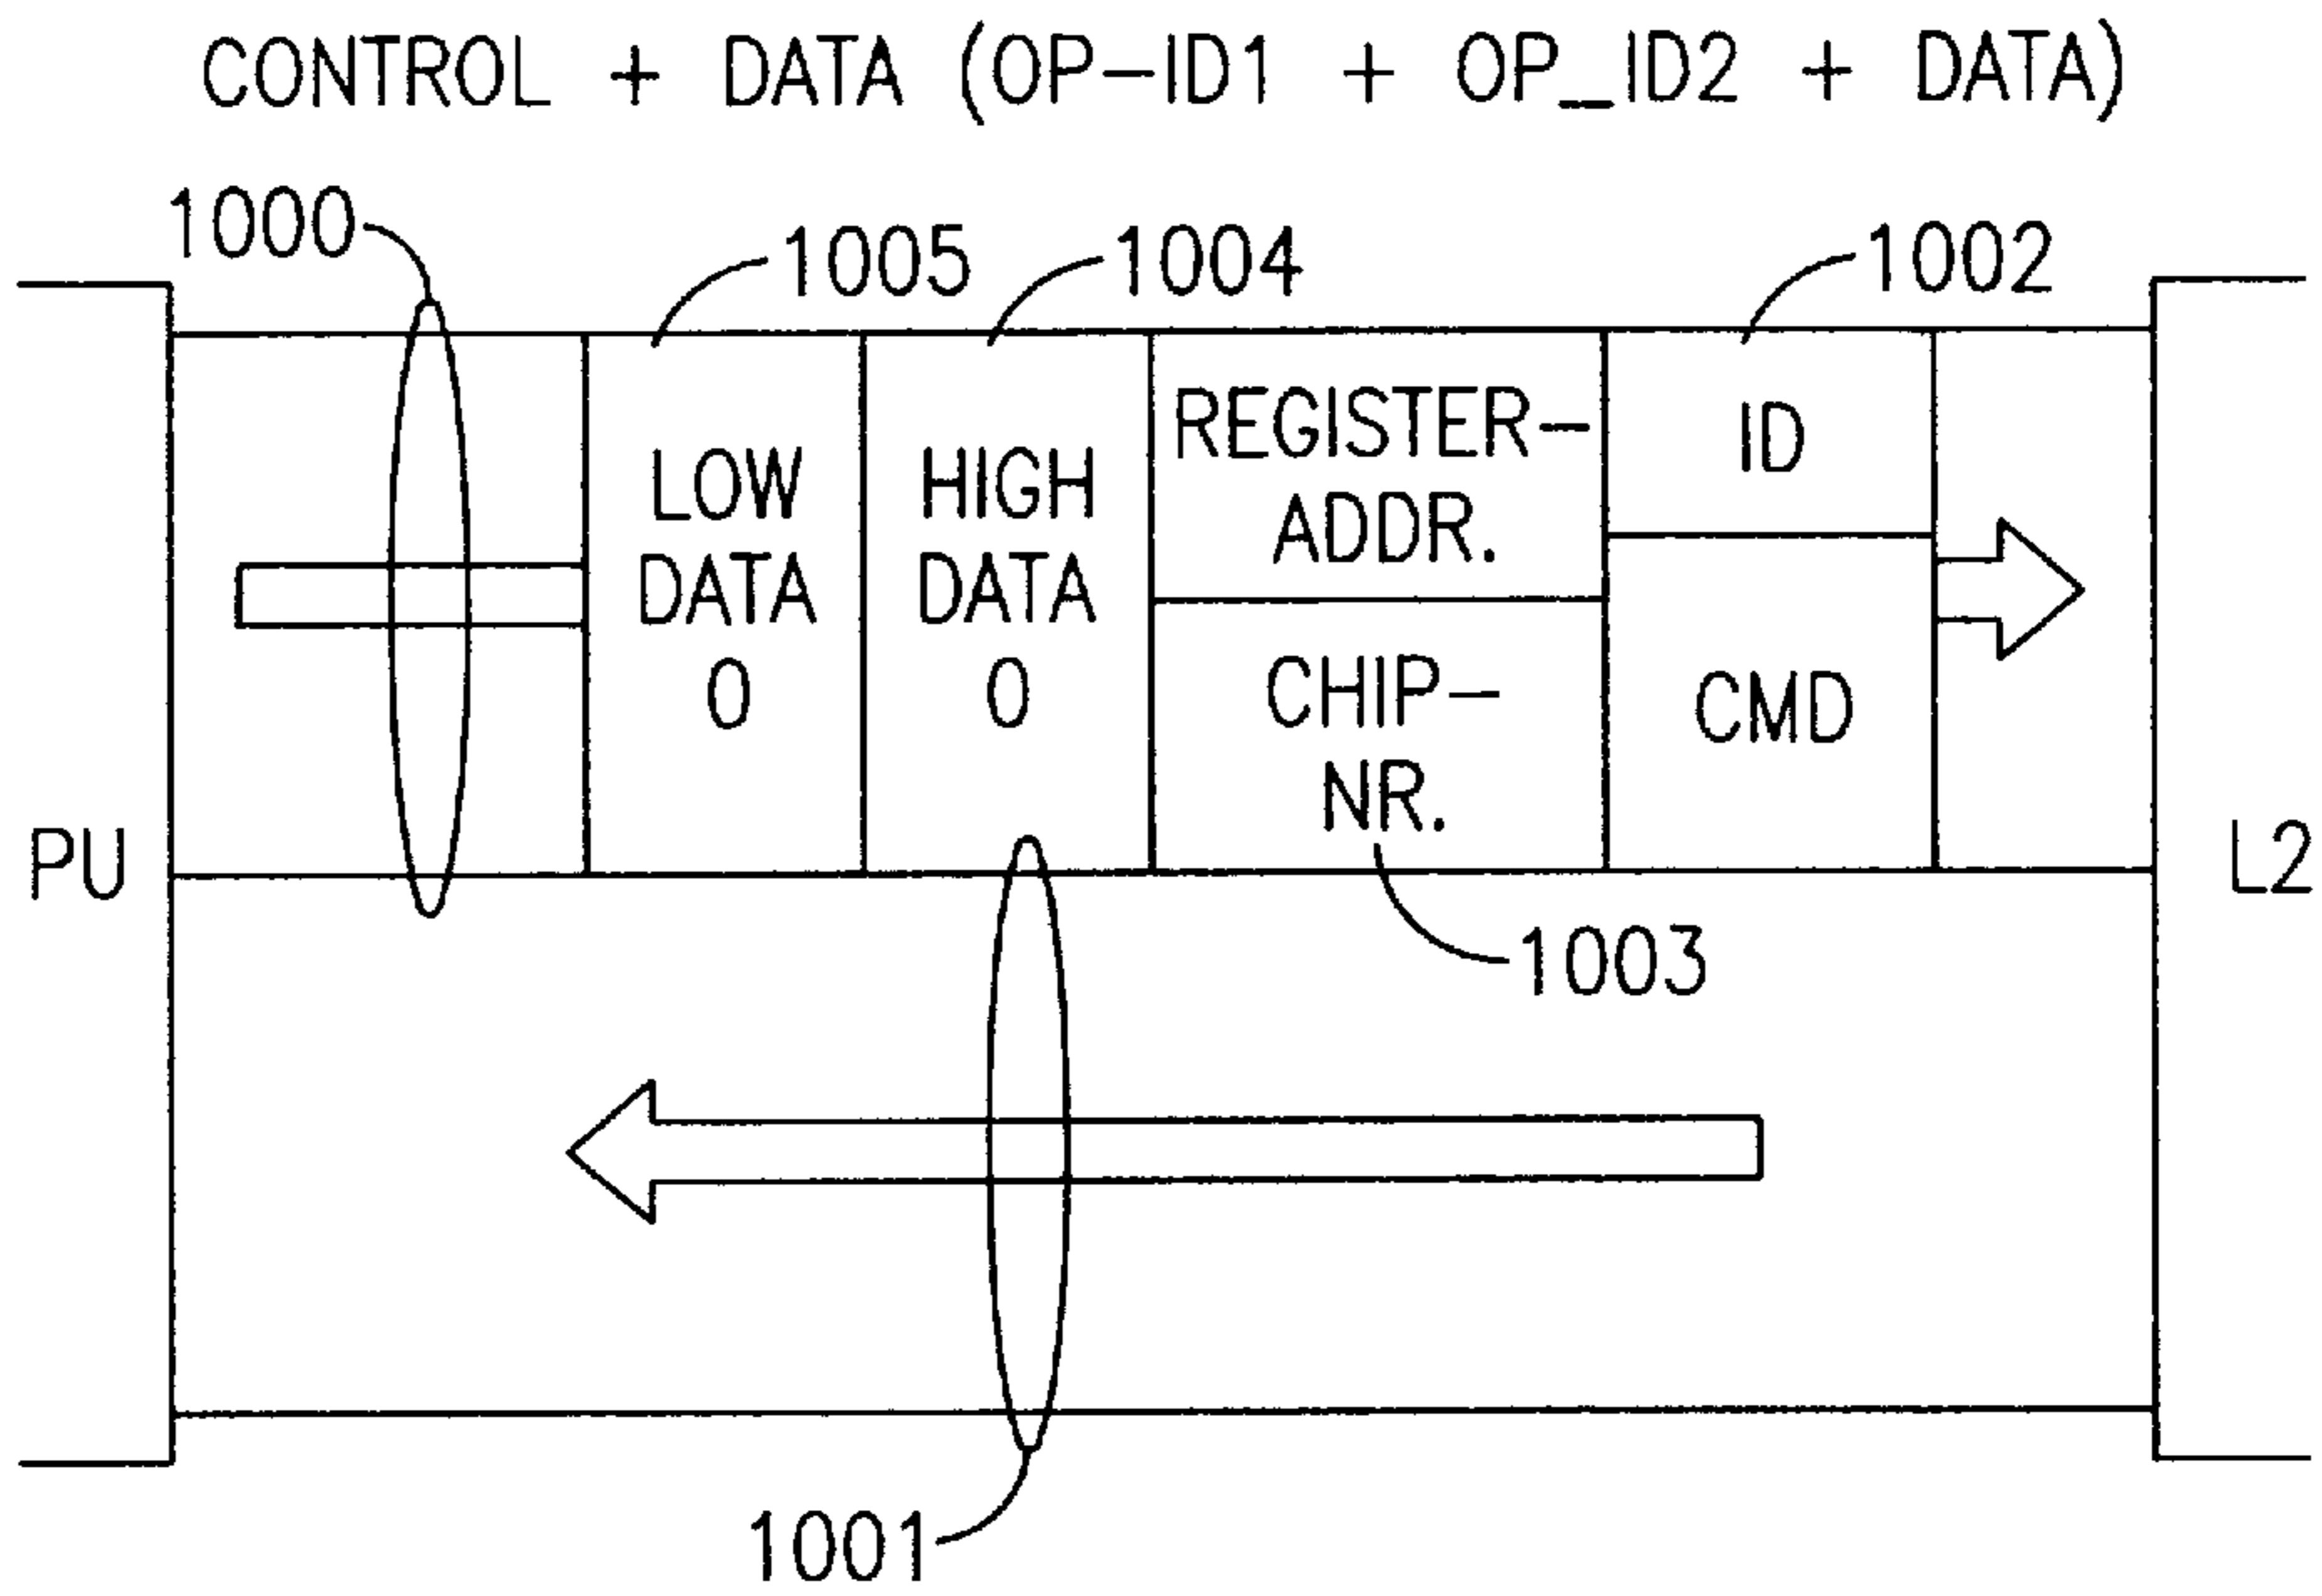 CONTROL + DATA (OP-ID1 + OP_ID2 + DATA)
1000
1005
1004
1002
LOW
DATA
0
HIGH
DATA
0
REGISTER-
ADDR.
CHIP-
NR.
ID
CMD
PU
L2
1003
1001